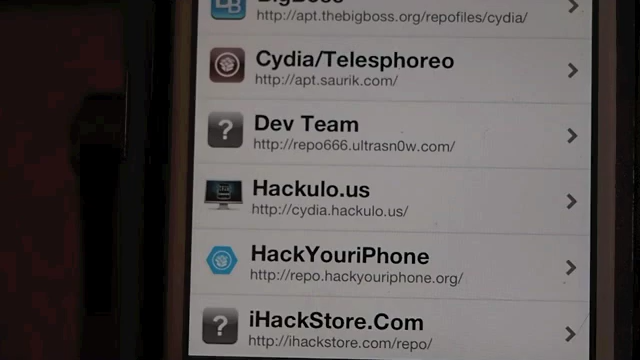 BigBoss
http://apt.thebigboss.org/repofiles/cydia/
Cydia/Telesphoreo
http://apt.saurik.com/
Dev Team
http://repo666.ultrasn0w.com/
Hackulo.us
http://cydia.hackulo.us/
HackYouriPhone
http://repo.hackyouriphone.org/
iHackStore.Com
http://ihackstore.com/repo/